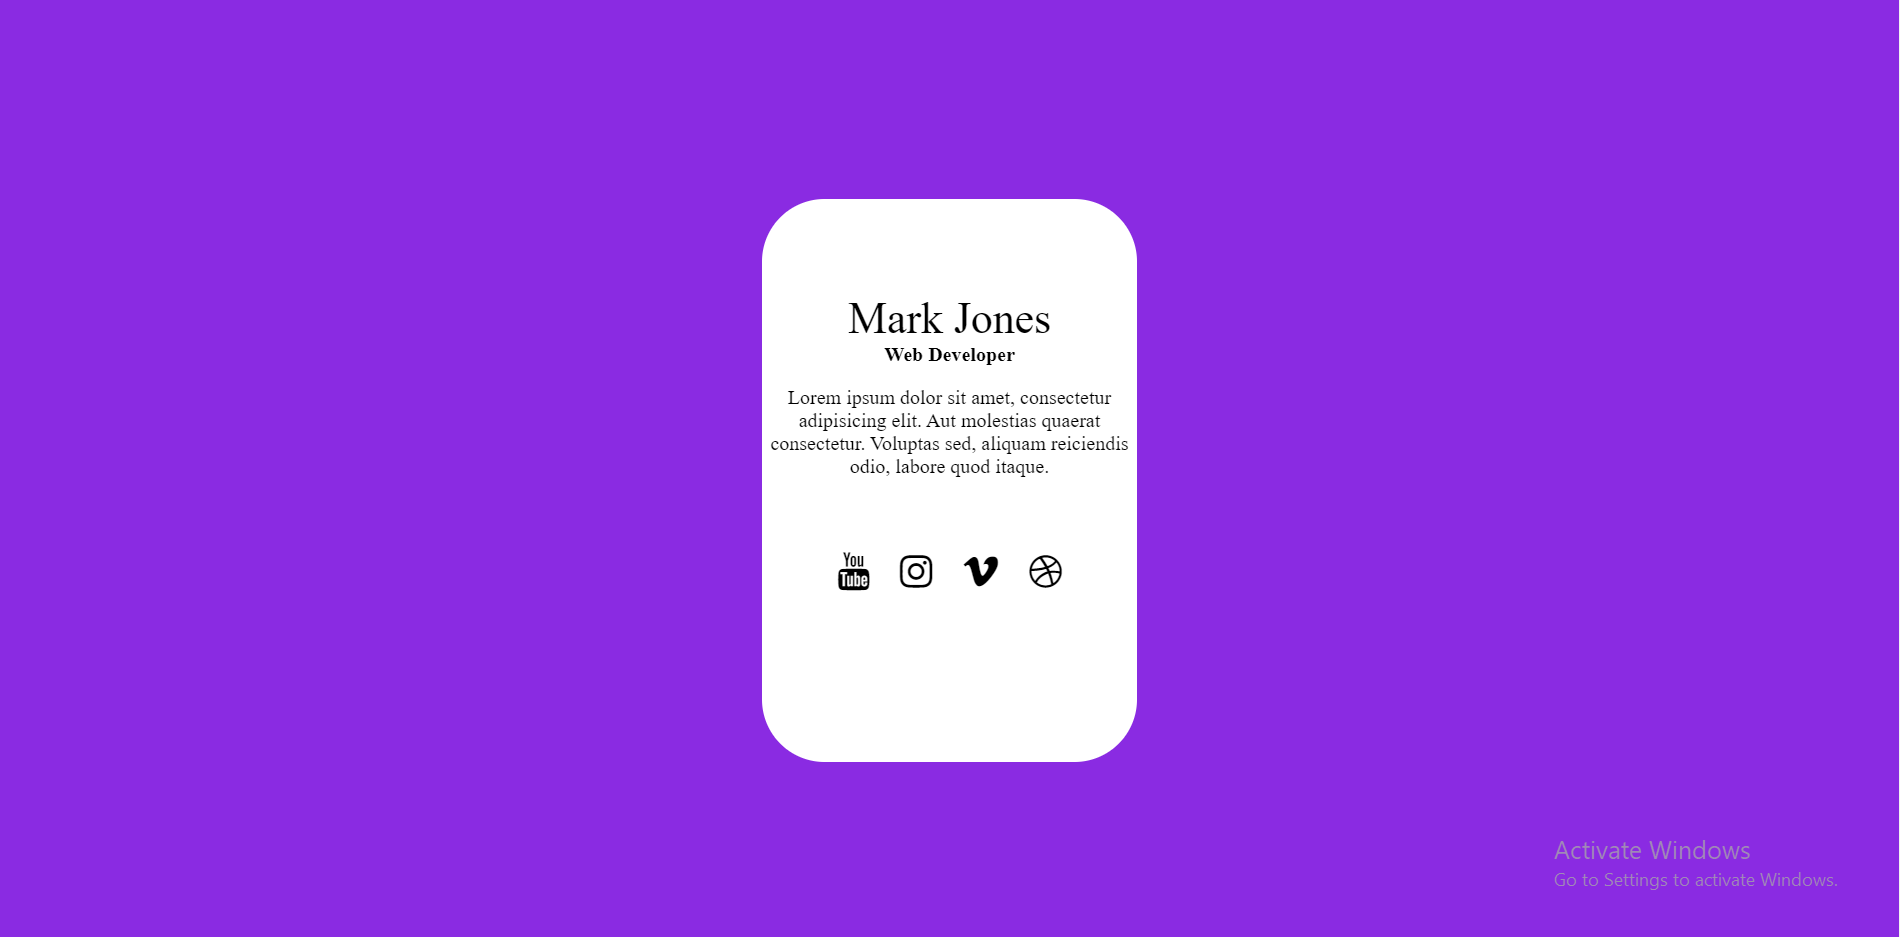 Mark Jones
Web Developer
Lorem ipsum dolor sit amet, consectetur
adipisicing elit. Aut molestias quaerat
consectetur. Voluptas sed, aliquam reiciendis
odio, labore quod itaque.
You
Tube
Activate Windows
Go to Settings to activate Windows.